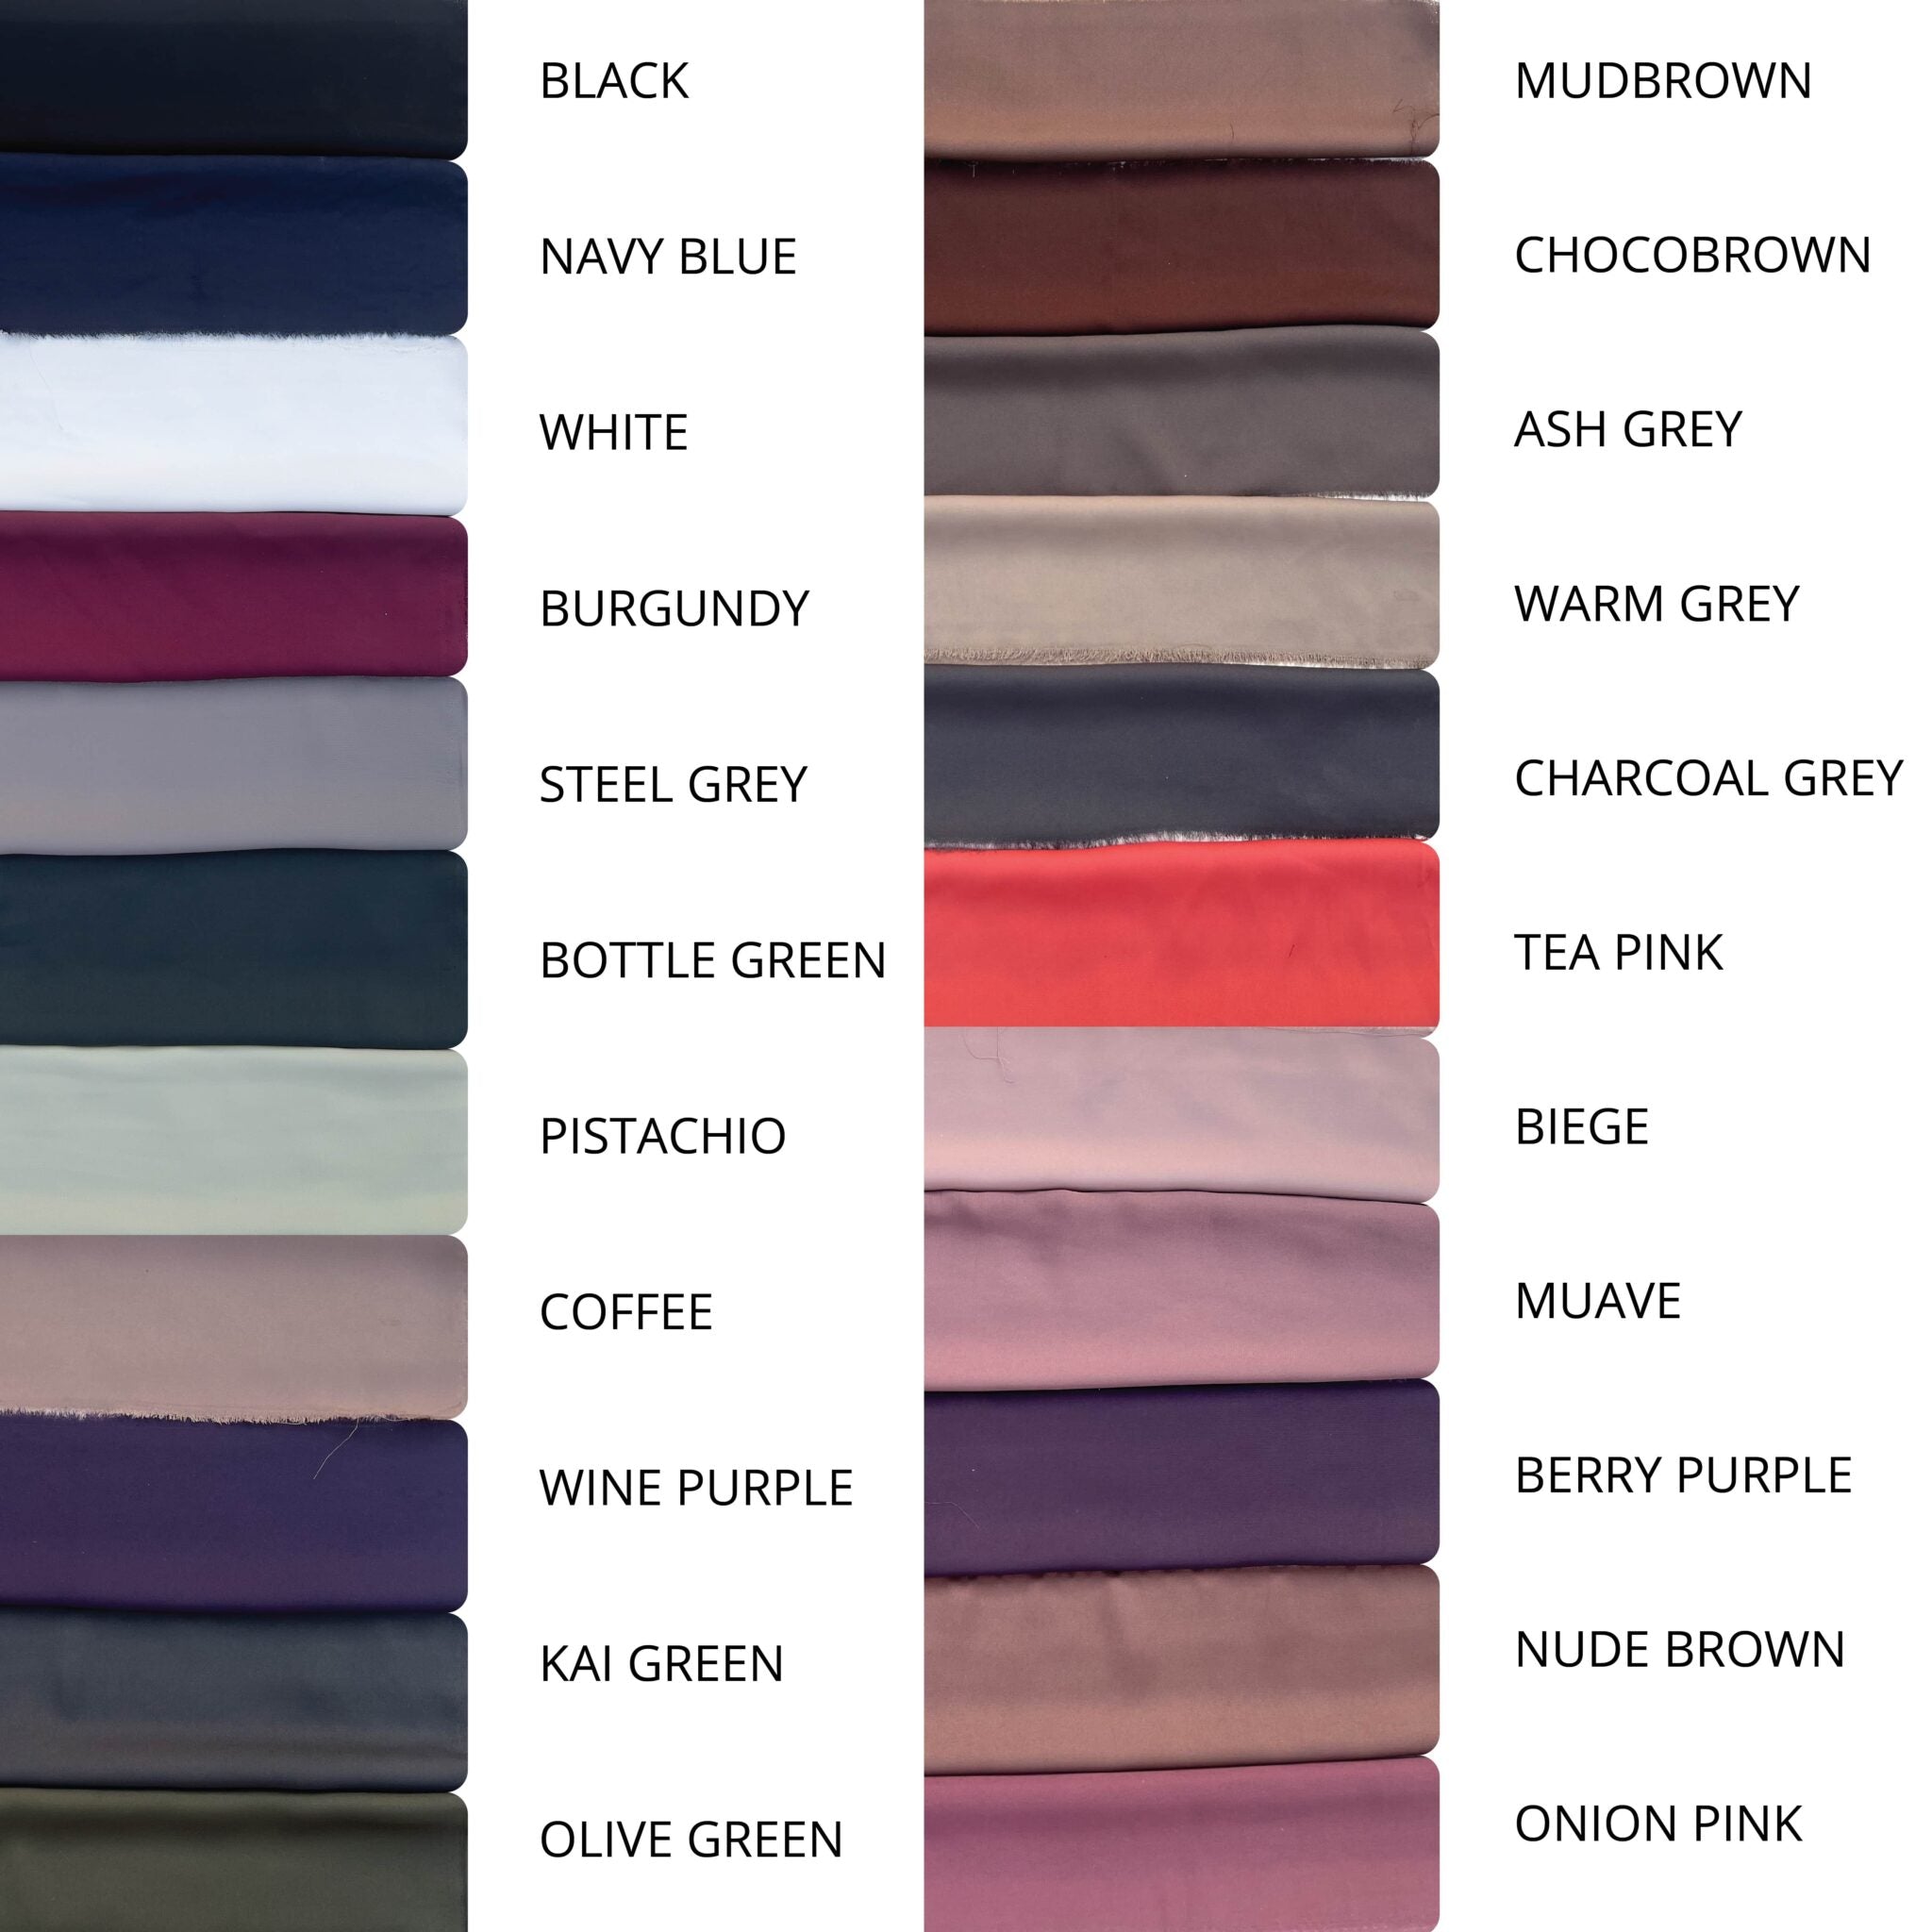 BLACK
NAVY BLUE
WHITE
BURGUNDY
STEEL GREY
BOTTLE GREEN
PISTACHIO
COFFEE
WINE PURPLE
KAI GREEN
OLIVE GREEN
MUDBROWN
CHOCOBROWN
ASH GREY
WARM GREY
CHARCOAL GREY
TEA PINK
BIEGE
MUAVE
BERRY PURPLE
NUDE BROWN
ONION PINK